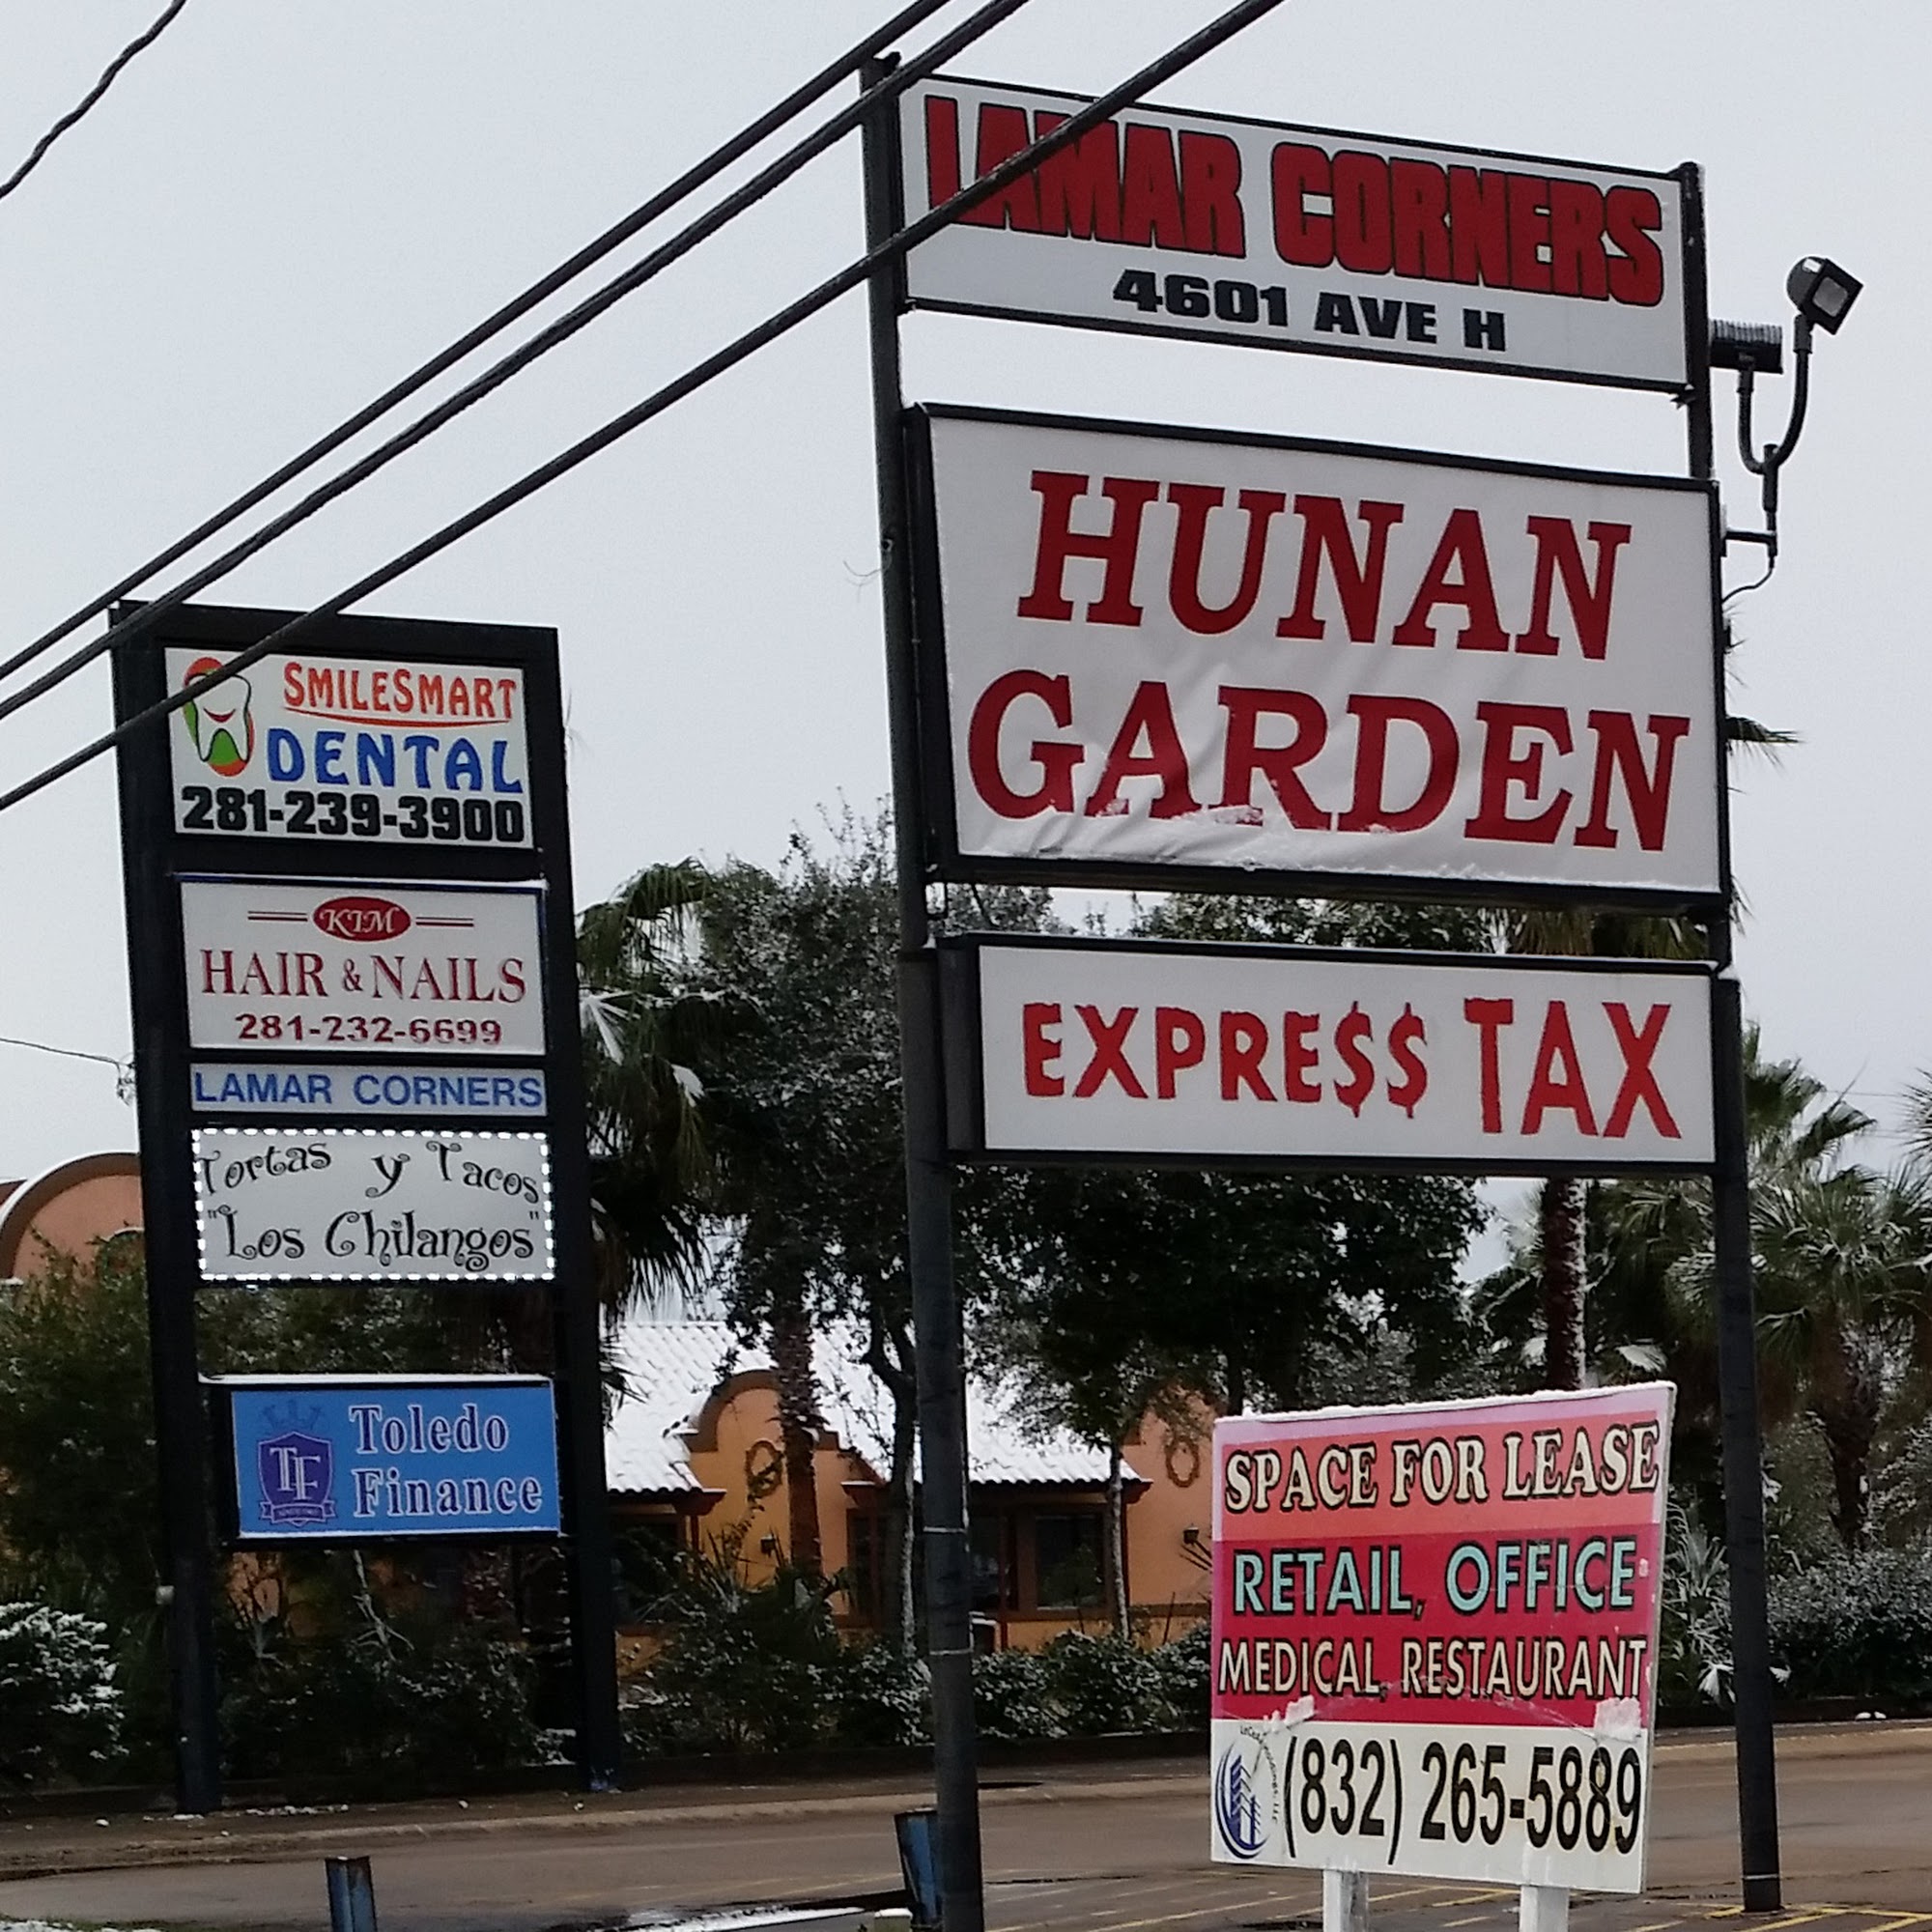 SMILESMART
DENTAL
281-239-3900
KIM
HAIR & NAILS
281-232-6699
LAMAR CORNERS
Tortas y Tacos
"Los Chilangos"
TF
Toledo
Finance
LAMAR CORNERS
4601 AVE H
HUNAN
GARDEN
EXPRE$$ TAX
SPACE FOR LEASE
RETAIL, OFFICE
MEDICAL, RESTAURANT
(832) 265-5889